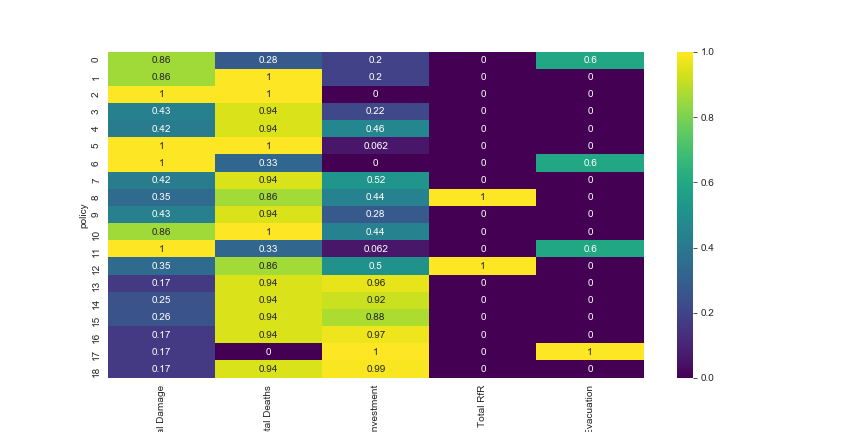 0 0.86 0.28 0.2 0 0.6
1 0.86 1 0.2 0 0
2 1 1 0 0 0
3 0.43 0.94 0.22 0 0
4 0.42 0.94 0.46 0 0
5 1 1 0.062 0 0
6 1 0.33 0 0 0.6
7 0.42 0.94 0.52 0 0
8 0.35 0.86 0.44 1 0
9 0.43 0.94 0.28 0 0
10 0.86 1 0.44 0 0
11 1 0.33 0.062 0 0.6
12 0.35 0.86 0.5 1 0
13 0.17 0.94 0.96 0 0
14 0.25 0.94 0.92 0 0
15 0.26 0.94 0.88 0 0
16 0.17 0.94 0.97 0 0
17 0.17 0 1 0 1
18 0.17 0.94 0.99 0 0
policy
al Damage
tal Deaths
nvestment
Total RfR
Evacuation
1.0
0.8
0.6
0.4
0.2
0.0